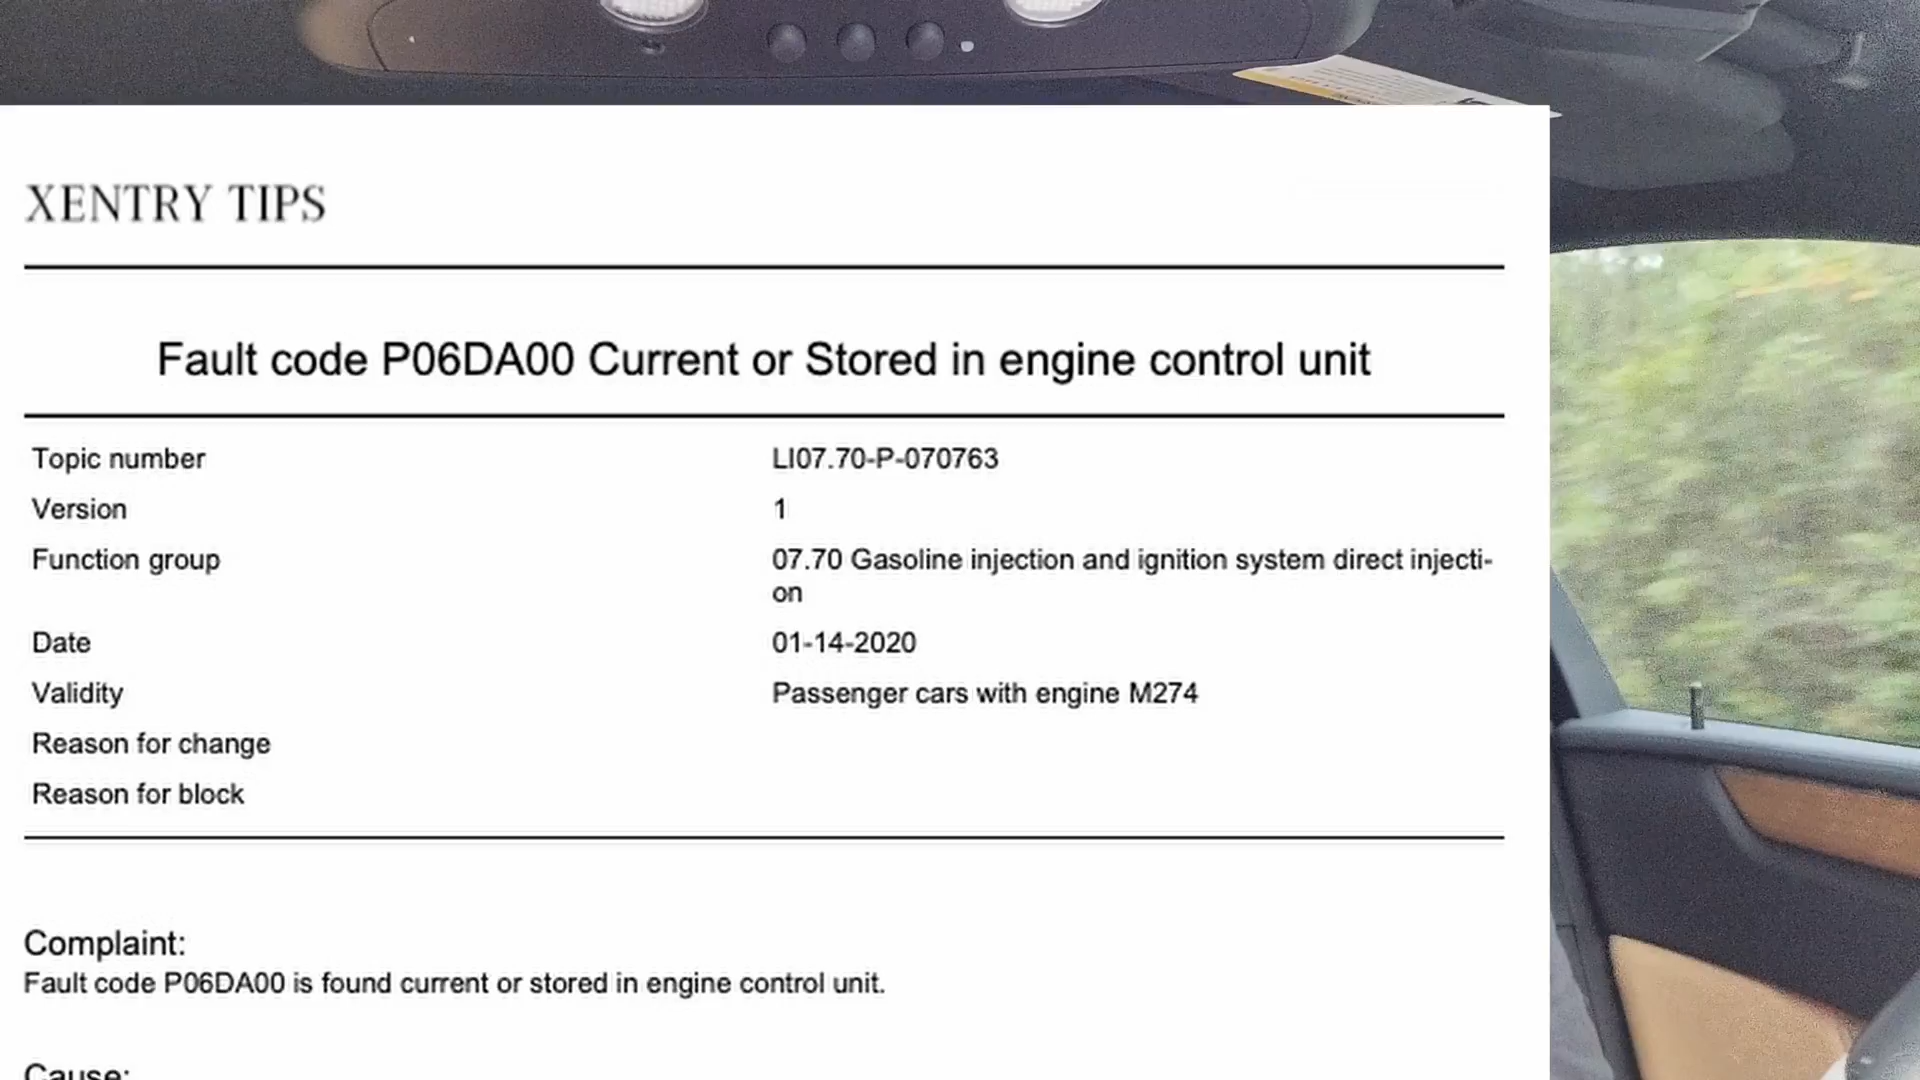 XENTRY TIPS
Fault code P06DA00 Current or Stored in engine control unit
Topic number LI07.70-P-070763
Version 1
Function group 07.70 Gasoline injection and ignition system direct injecti-
on
Date 01-14-2020
Validity Passenger cars with engine M274
Reason for change
Reason for block
Complaint:
Fault code P06DA00 is found current or stored in engine control unit.
Cause: